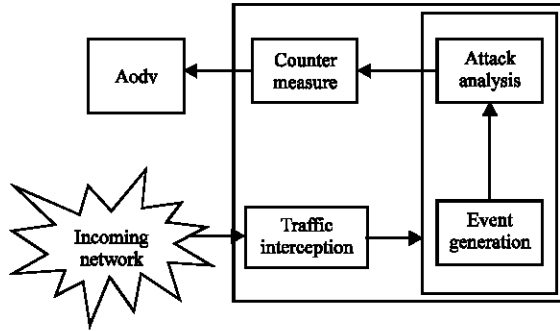 Aodv
Counter
measure
Attack
analysis
Incoming
network
Traffic
interception
Event
generation